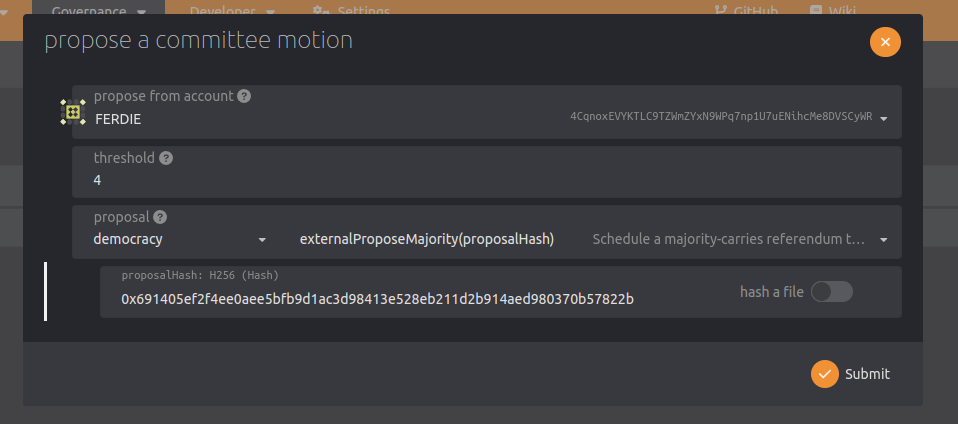 Governance Developer Settings GitHub Wiki
propose a committee motion
propose from account
FERDIE 4CqnoxEVYKTLC9TZWmZYxN9WPq7np1U7uENihcMe8DVSCyWR
threshold
4
proposal
democracy externalProposeMajority(proposalHash) Schedule a majority-carries referendum t…
proposalHash: H256 (Hash)
0x691405ef2f4ee0aee5bfb9d1ac3d98413e528eb211d2b914aed980370b57822b hash a file
Submit